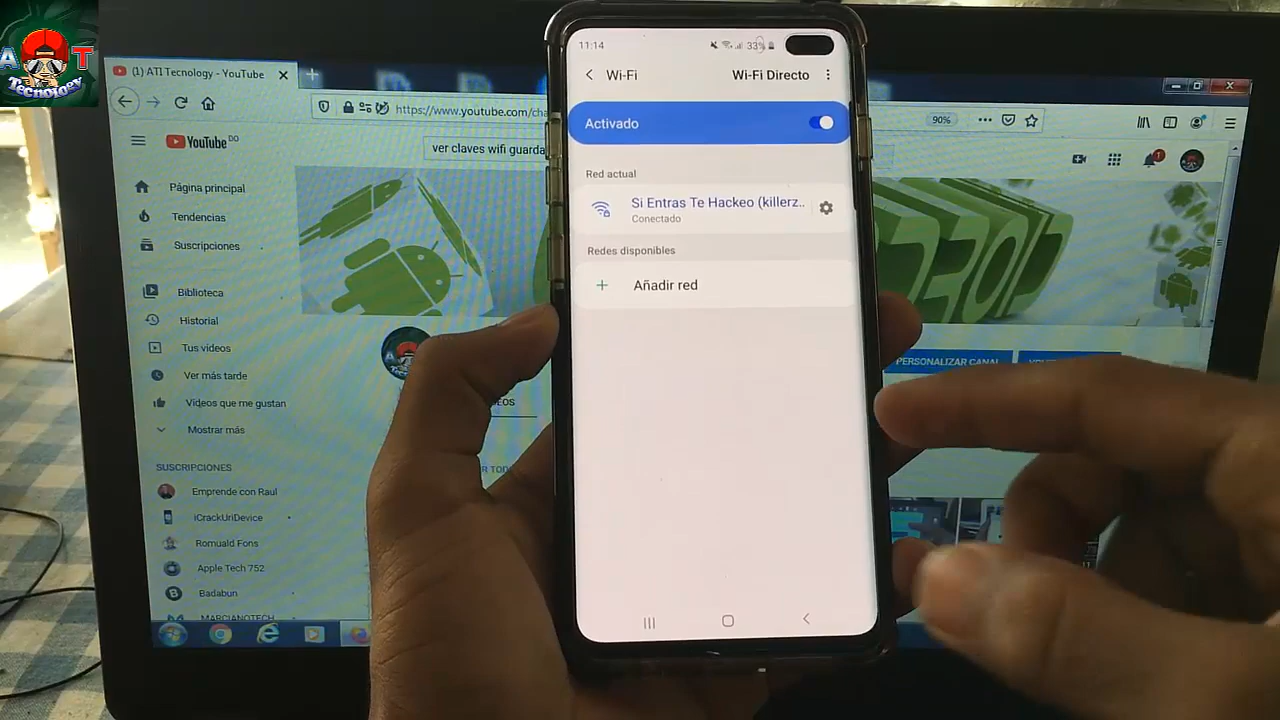 A T
Tecnology
(1) ATI Tecnology - YouTube
https://www.youtube.com/cha
90%
YouTube DO
ver claves wifi guarda
Página principal
Tendencias
Suscripciones
Biblioteca
Historial
Tus videos
Ver más tarde
Videos que me gustan
Mostrar más
SUSCRIPCIONES
Emprende con Raul
iCrackUriDevice
Romuald Fons
Apple Tech 752
Badabun
MARCIANOTECH
PERSONALIZAR CANAL
11:14
33%
Wi-Fi
Wi-Fi Directo
Activado
Red actual
Si Entras Te Hackeo (killerz..
Conectado
Redes disponibles
Añadir red